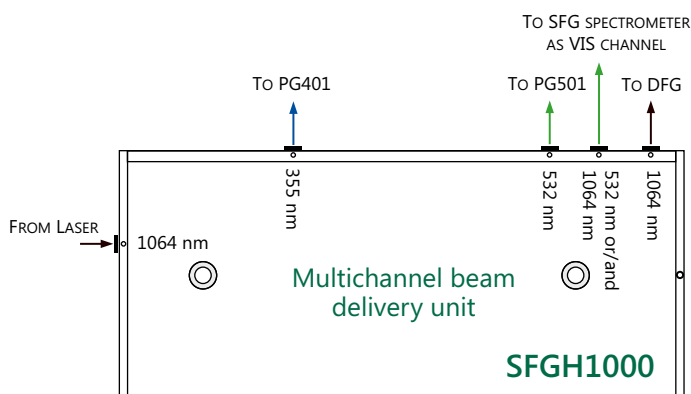 TO SFG SPECTROMETER
AS VIS CHANNEL
TO PG401
TO PG501
TO DFG
355 nm
532 nm
1064 nm
532 nm or/and
1064 nm
FROM LASER
1064 nm
Multichannel beam
delivery unit
SFGH1000